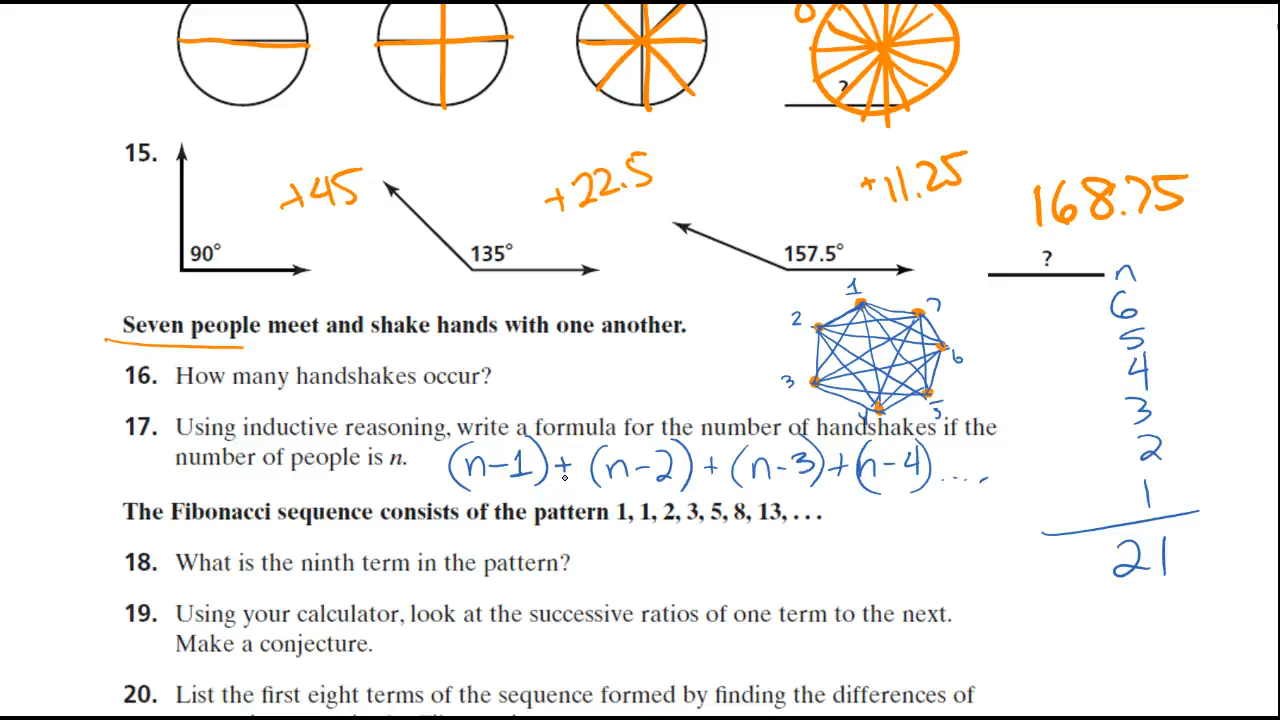 ?
15.
+45
+22.5
+11.25
168.75
90°
135°
157.5°
?
Seven people meet and shake hands with one another.
1
2
3
4
5
6
7
n
6
5
4
3
2
1
21
16. How many handshakes occur?
17. Using inductive reasoning, write a formula for the number of handshakes if the
number of people is n.
(n-1)+(n-2)+(n-3)+(n-4)....
The Fibonacci sequence consists of the pattern 1, 1, 2, 3, 5, 8, 13, . . .
18. What is the ninth term in the pattern?
19. Using your calculator, look at the successive ratios of one term to the next.
Make a conjecture.
20. List the first eight terms of the sequence formed by finding the differences of